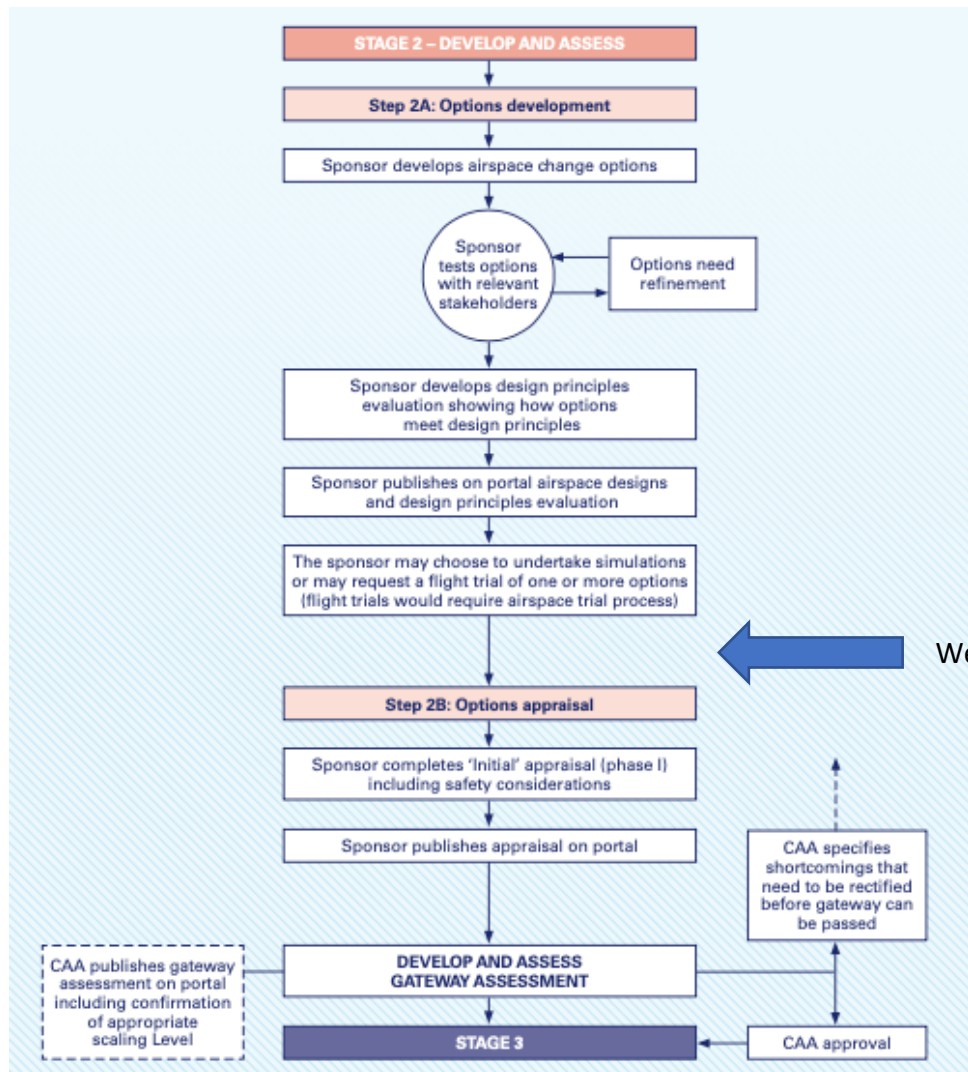 STAGE 2 – DEVELOP AND ASSESS
Step 2A: Options development
Sponsor develops airspace change options
Sponsor
tests options
with relevant
stakeholders
Options need
refinement
Sponsor develops design principles
evaluation showing how options
meet design principles
Sponsor publishes on portal airspace designs
and design principles evaluation
The sponsor may choose to undertake simulations
or may request a flight trial of one or more options
(flight trials would require airspace trial process)
We
Step 2B: Options appraisal
Sponsor completes ‘Initial’ appraisal (phase I)
including safety considerations
Sponsor publishes appraisal on portal
CAA specifies
shortcomings that
need to be rectified
before gateway can
be passed
CAA publishes gateway
assessment on portal
including confirmation
of appropriate
scaling Level
DEVELOP AND ASSESS
GATEWAY ASSESSMENT
STAGE 3
CAA approval